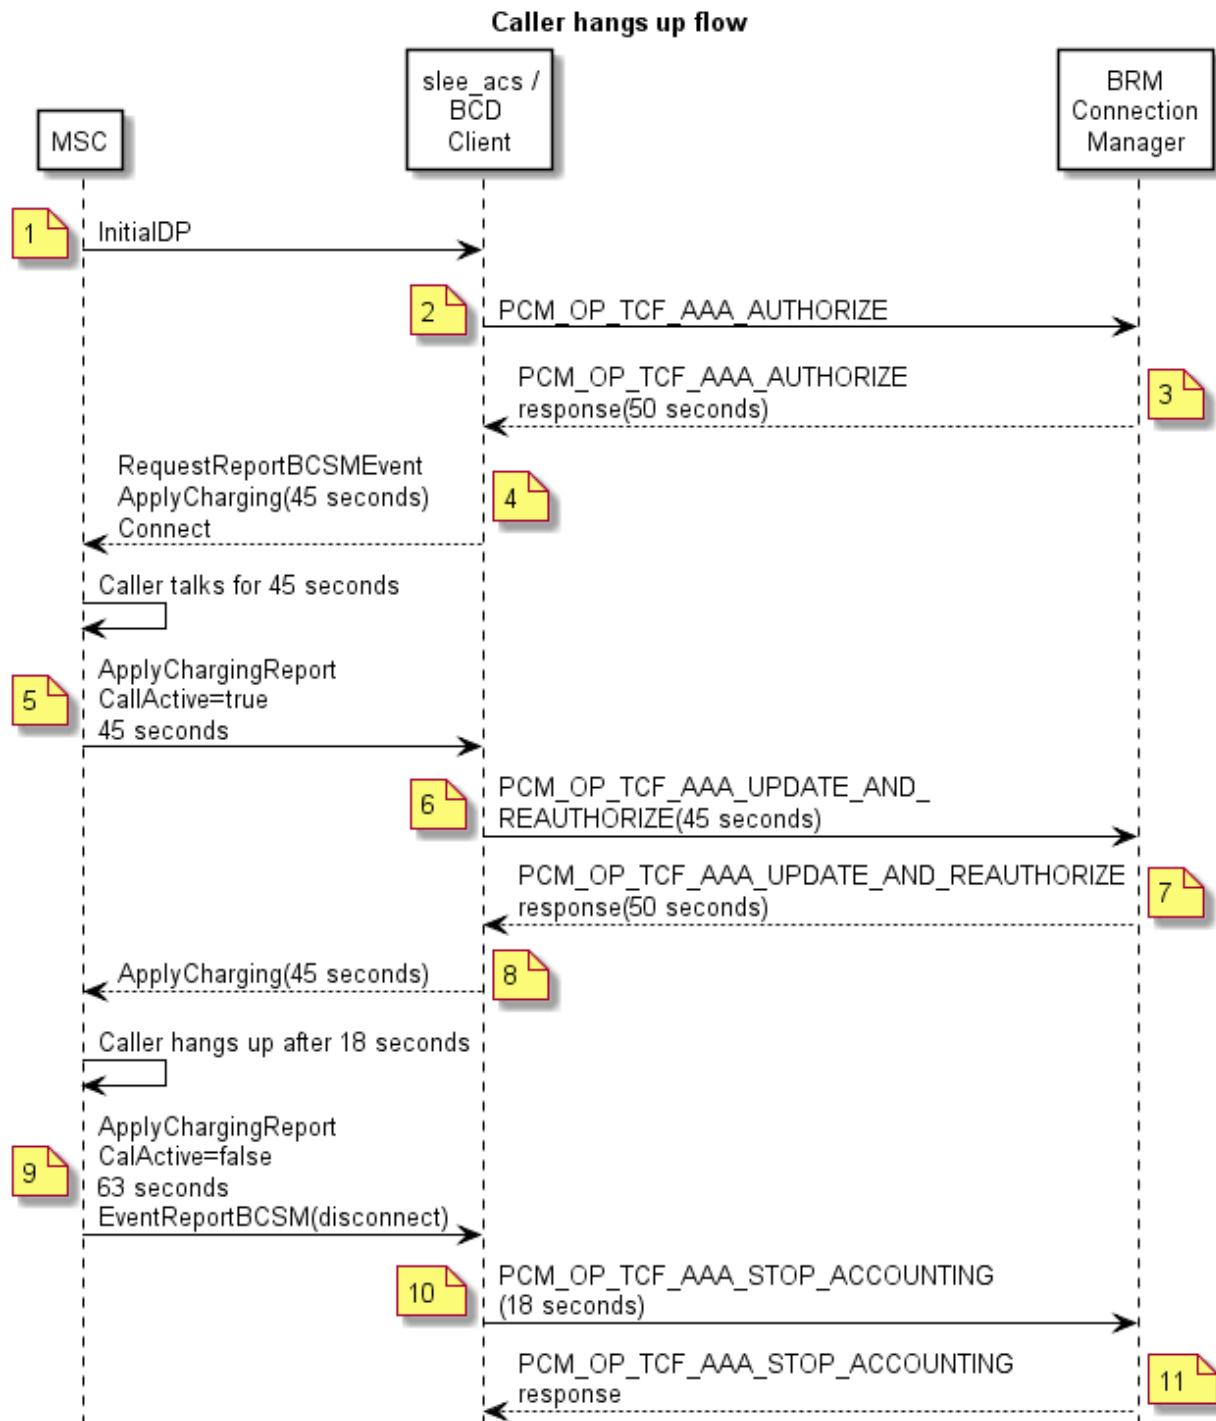 Caller hangs up flow
MSC
slee_acs /
BCD
Client
BRM
Connection
Manager
1
InitialDP
2
PCM_OP_TCF_AAA_AUTHORIZE
PCM_OP_TCF_AAA_AUTHORIZE
response(50 seconds)
3
RequestReportBCSMEvent
ApplyCharging(45 seconds)
Connect
4
Caller talks for 45 seconds
5
ApplyChargingReport
CallActive=true
45 seconds
6
PCM_OP_TCF_AAA_UPDATE_AND_
REAUTHORIZE(45 seconds)
PCM_OP_TCF_AAA_UPDATE_AND_REAUTHORIZE
response(50 seconds)
7
ApplyCharging(45 seconds)
8
Caller hangs up after 18 seconds
9
ApplyChargingReport
CalActive=false
63 seconds
EventReportBCSM(disconnect)
10
PCM_OP_TCF_AAA_STOP_ACCOUNTING
(18 seconds)
PCM_OP_TCF_AAA_STOP_ACCOUNTING
response
11